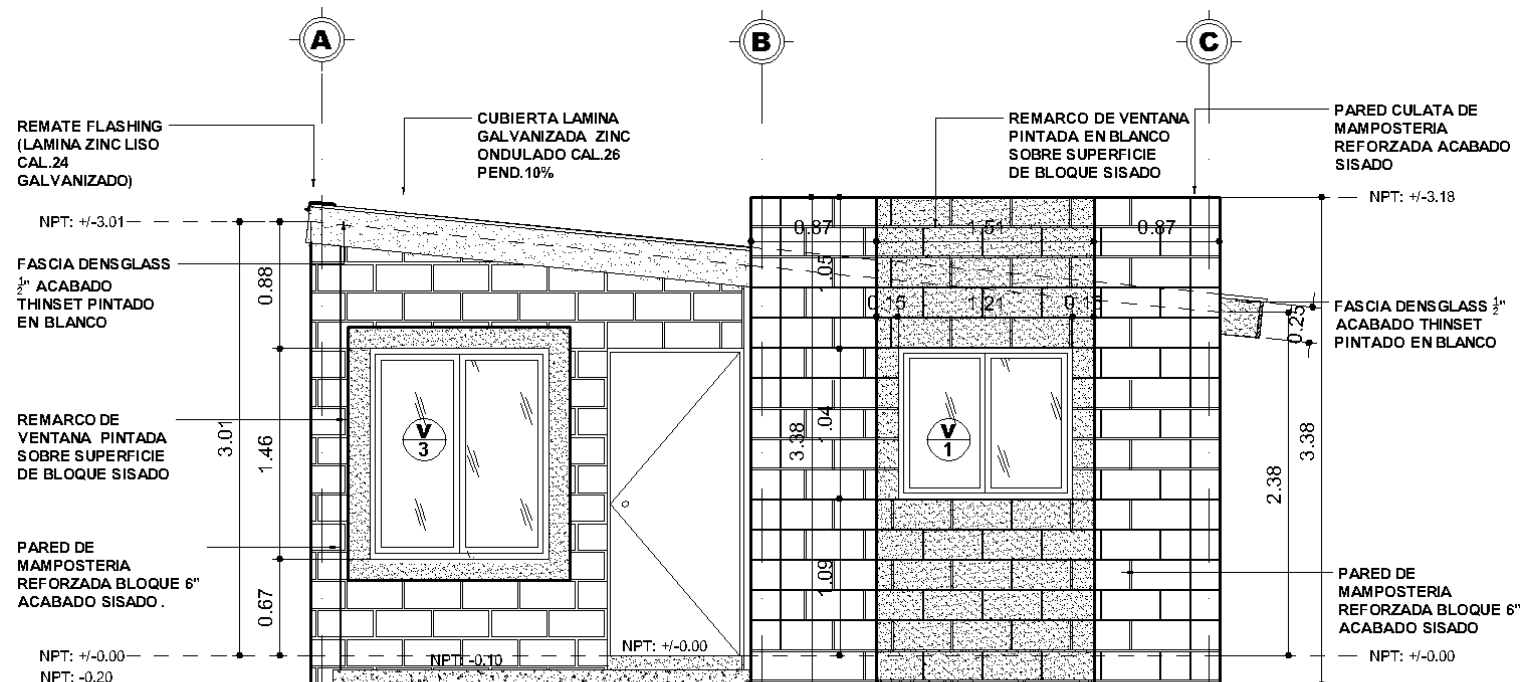 A
B
C
REMATE FLASHING
(LAMINA ZINC LISO
CAL.24
GALVANIZADO)
CUBIERTA LAMINA
GALVANIZADA ZINC
ONDULADO CAL.26
PEND.10%
REMARCO DE VENTANA
PINTADA EN BLANCO
SOBRE SUPERFICIE
DE BLOQUE SISADO
PARED CULATA DE
MAMPOSTERIA
REFORZADA ACABADO
SISADO
NPT: +/-3.01
NPT: +/-3.18
0.87
1.51
0.87
FASCIA DENSGLASS
½" ACABADO
THINSET PINTADO
EN BLANCO
0.88
1.05
0.15
1.21
0.15
0.25
FASCIA DENSGLASS ½"
ACABADO THINSET
PINTADO EN BLANCO
REMARCO DE
VENTANA PINTADA
SOBRE SUPERFICIE
DE BLOQUE SISADO
3.01
1.46
V
3
3.38
1.04
V
1
2.38
3.38
PARED DE
MAMPOSTERIA
REFORZADA BLOQUE 6"
ACABADO SISADO.
0.67
1.09
PARED DE
MAMPOSTERIA
REFORZADA BLOQUE 6"
ACABADO SISADO
NPT: +/-0.00
NPT: -0.10
NPT: +/-0.00
NPT: +/-0.00
NPT: -0.20